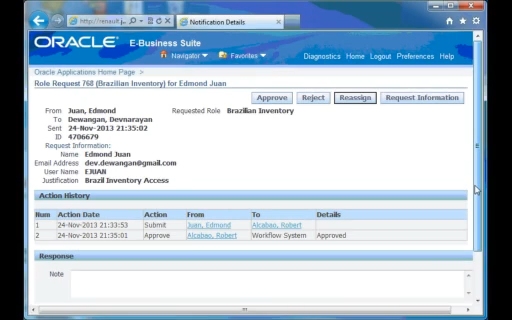 http://renault.ju
Notification Details
ORACLE E-Business Suite
Navigator Favorites
Diagnostics Home Logout Preferences Help
Oracle Applications Home Page >
Role Request 768 (Brazilian Inventory) for Edmond Juan
Approve Reject Reassign Request Information
From Juan, Edmond Requested Role Brazilian Inventory
To Dewangan, Devnarayan
Sent 24-Nov-2013 21:35:02
ID 4706679
Request Information:
Name Edmond Juan
Email Address dev.dewangan@gmail.com
User Name EJUAN
Justification Brazil Inventory Access
Action History
Num Action Date Action From To Details
1 24-Nov-2013 21:33:53 Submit Juan, Edmond Alcabao, Robert
2 24-Nov-2013 21:35:01 Approve Alcabao, Robert Workflow System Approved
Response
Note